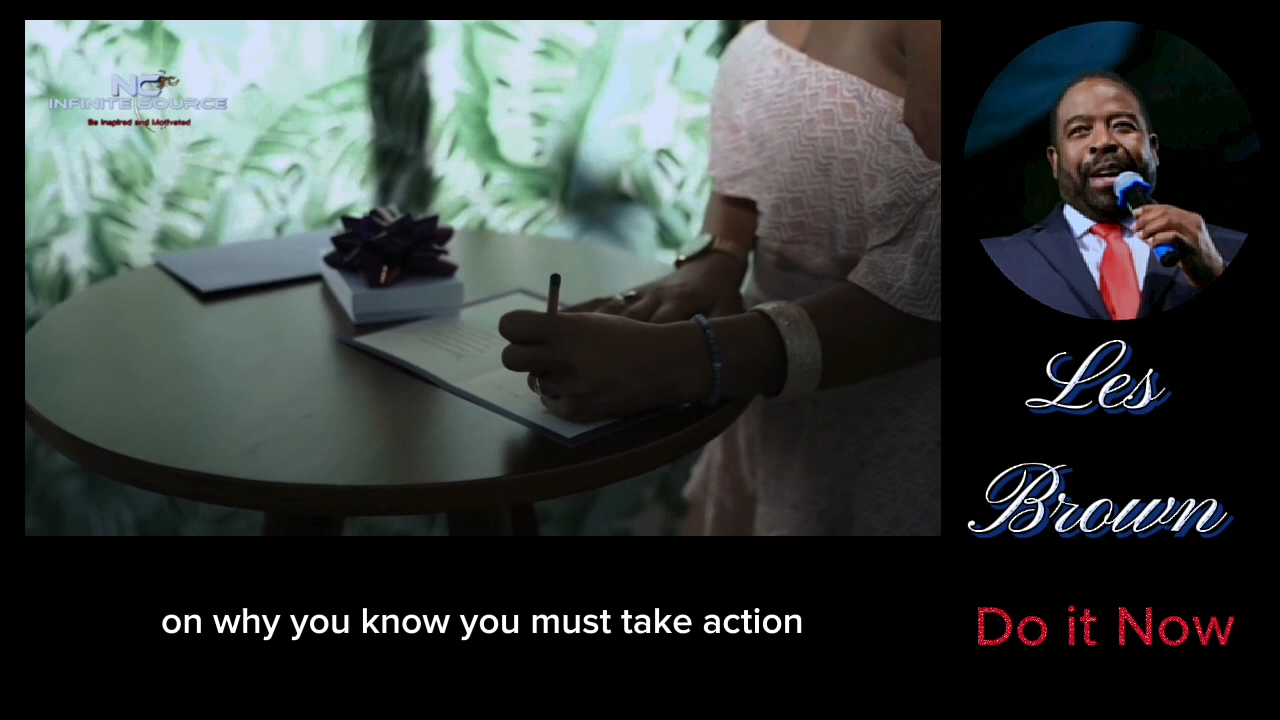 NC
INFINITE SOURCE
Be Inspired and Motivated
Les
Brown
on why you know you must take action
Do it Now